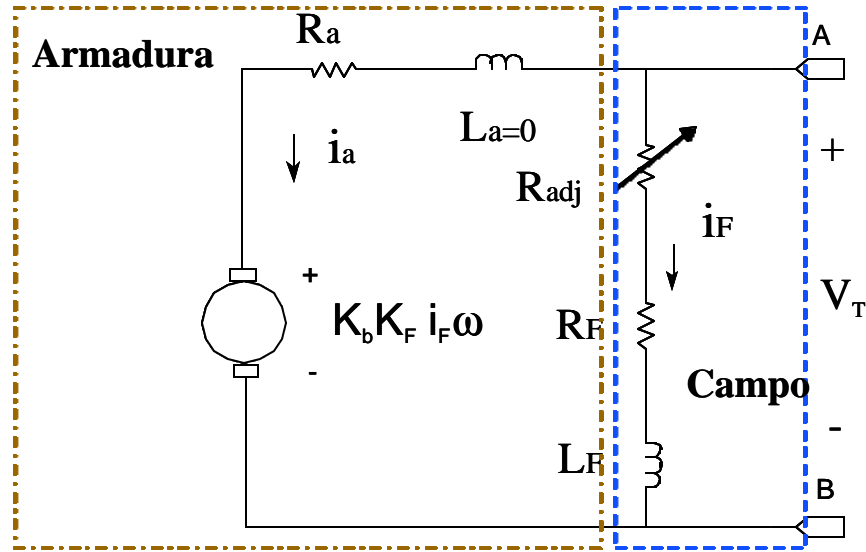 Armadura
Ra
La=0
ia
Radj
iF
A
+
VT
-
B
+
KbKF iFω
-
RF
Campo
LF